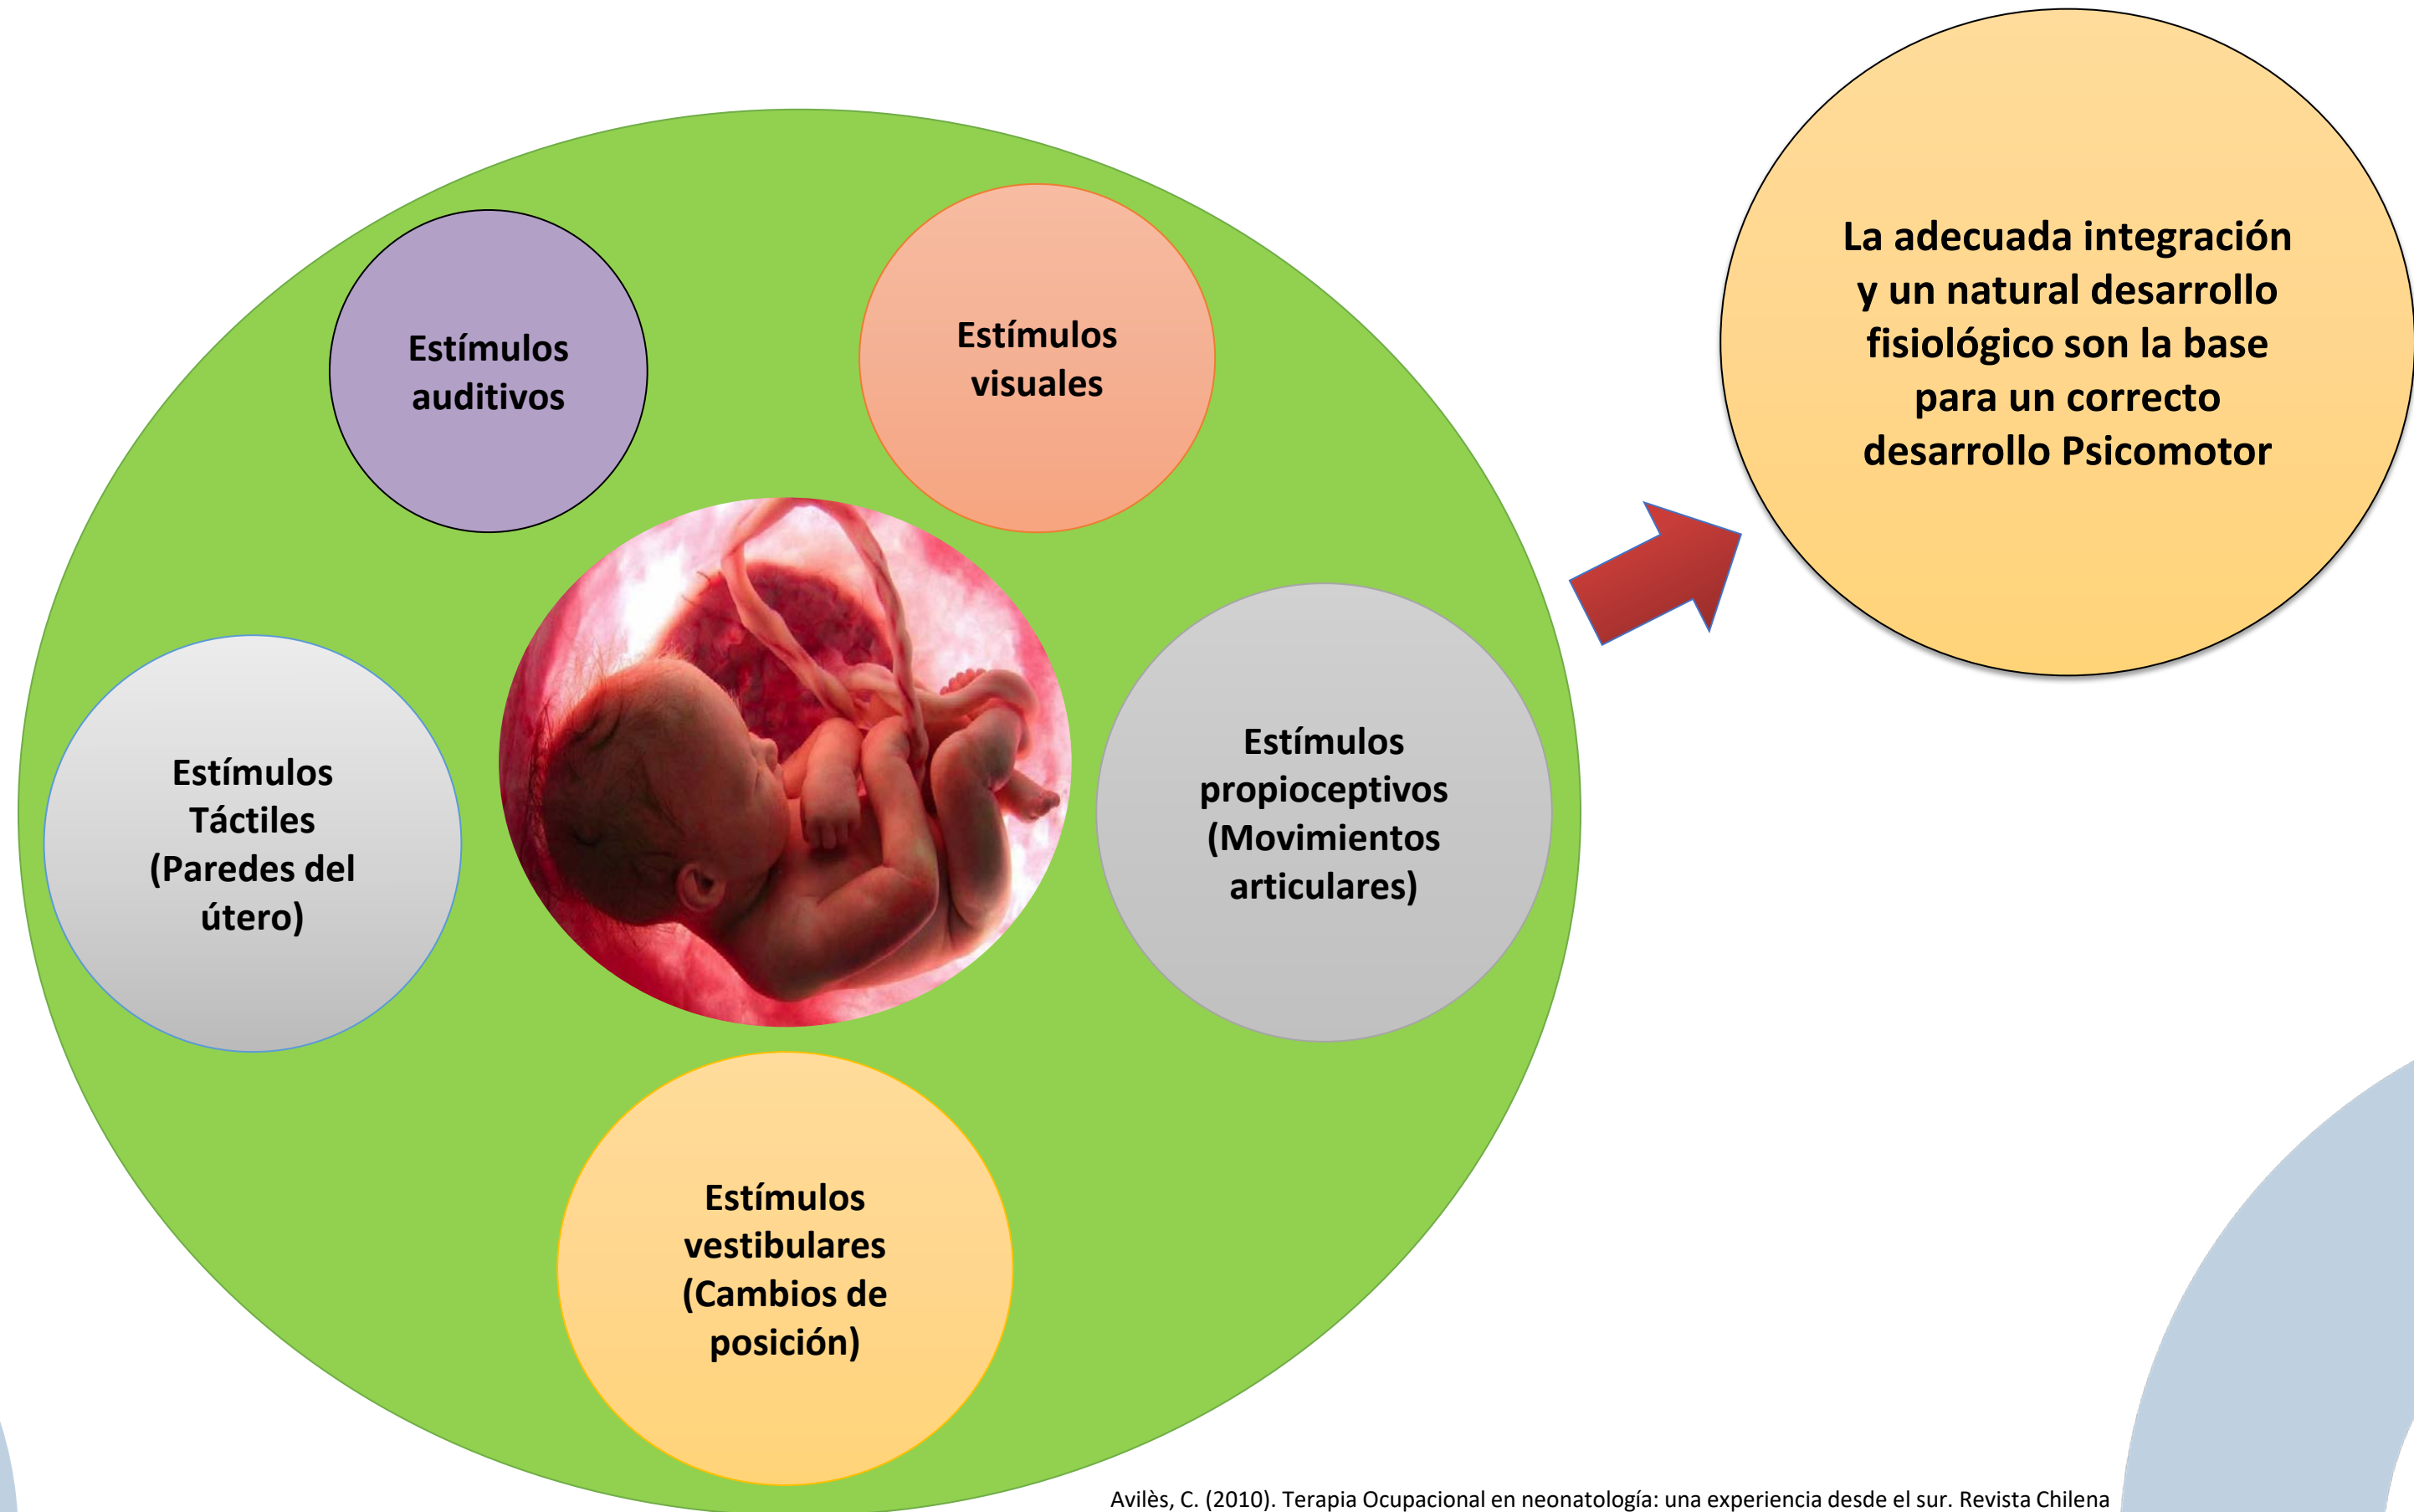 Estímulos
auditivos
Estímulos
visuales
La adecuada integración
y un natural desarrollo
fisiológico son la base
para un correcto
desarrollo Psicomotor
Estímulos
Táctiles
(Paredes del
útero)
Estímulos
propioceptivos
(Movimientos
articulares)
Estímulos
vestibulares
(Cambios de
posición)
Avilès, C. (2010). Terapia Ocupacional en neonatología: una experiencia desde el sur. Revista Chilena